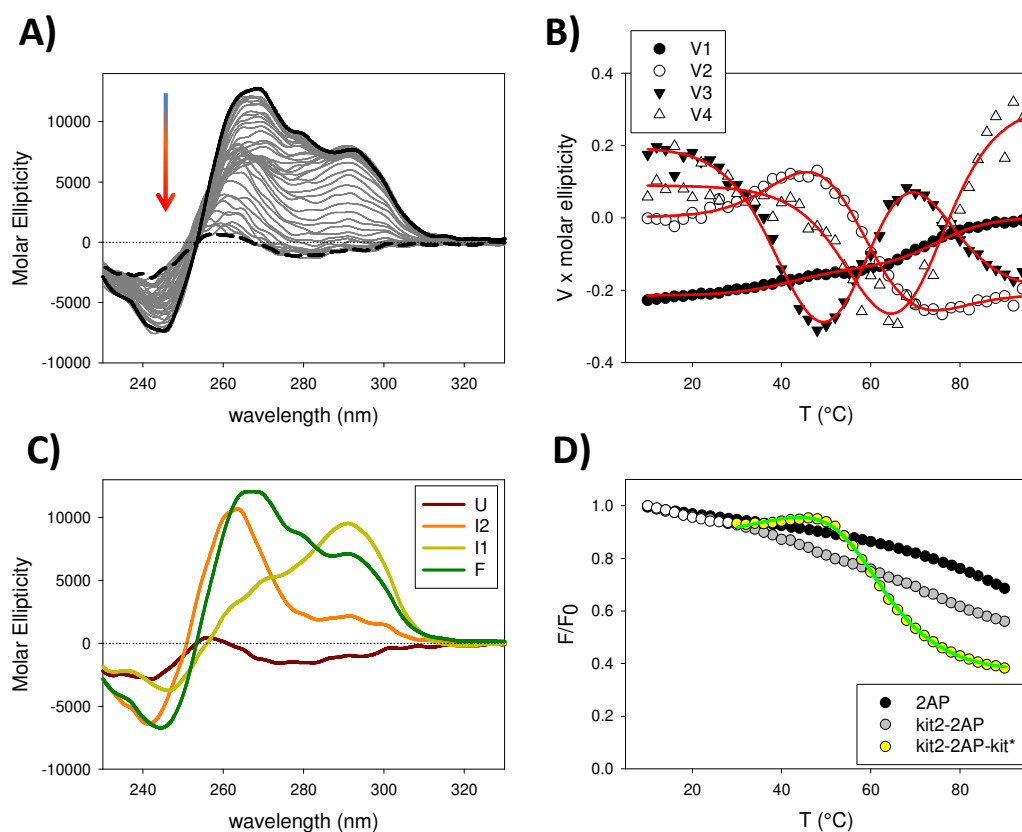 A)
Molar Ellipticity
10000
5000
0
-5000
-10000
240 260 280 300 320
wavelength (nm)
B)
V1
V2
V3
V4
V x molar ellipticity
0.4
0.2
0.0
-0.2
-0.4
20 40 60 80
T (°C)
C)
Molar Ellipticity
10000
5000
0
-5000
-10000
U
I2
I1
F
240 260 280 300 320
wavelength (nm)
D)
F/F0
1.0
0.8
0.6
0.4
0.2
0.0
2AP
kit2-2AP
kit2-2AP-kit*
20 40 60 80
T (°C)